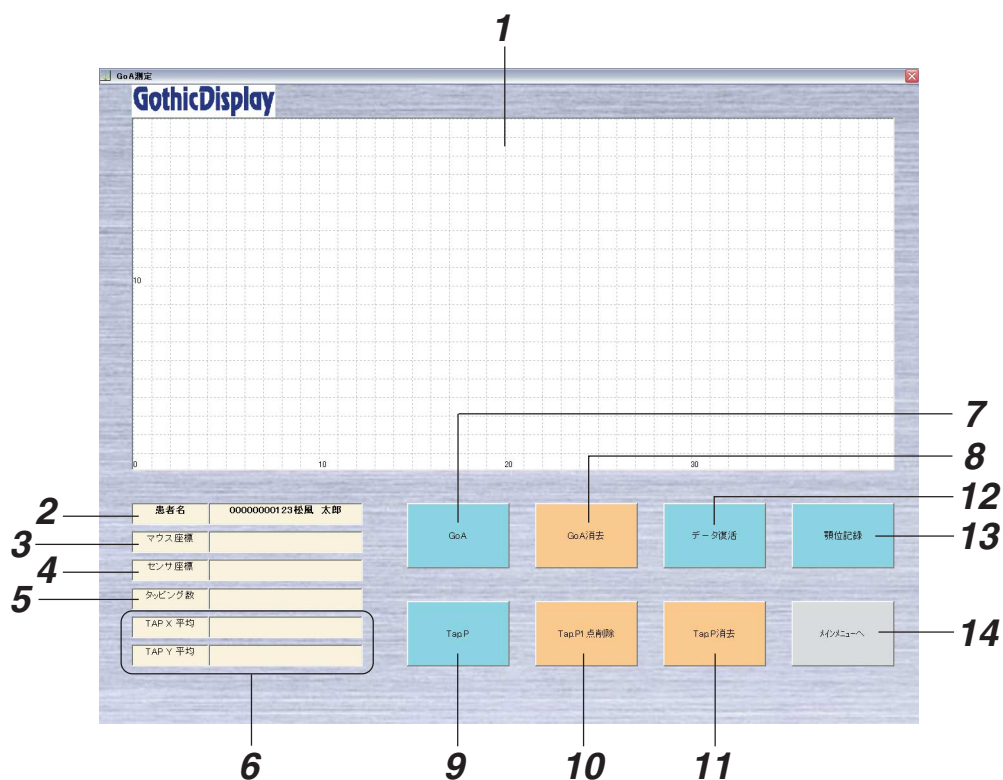 1
GoA測定
GothicDisplay
10
0 10 20 30
7
8
12
13
14
2
患者名 00000000123松風 太郎
3
マウス座標
4
センサ座標
5
タッピング数
TAP X 平均
TAP Y 平均
GoA
GoA消去
データ復活
顎位記録
Tap.P
Tap.P1点削除
Tap.P消去
メインメニューへ
6
9
10
11